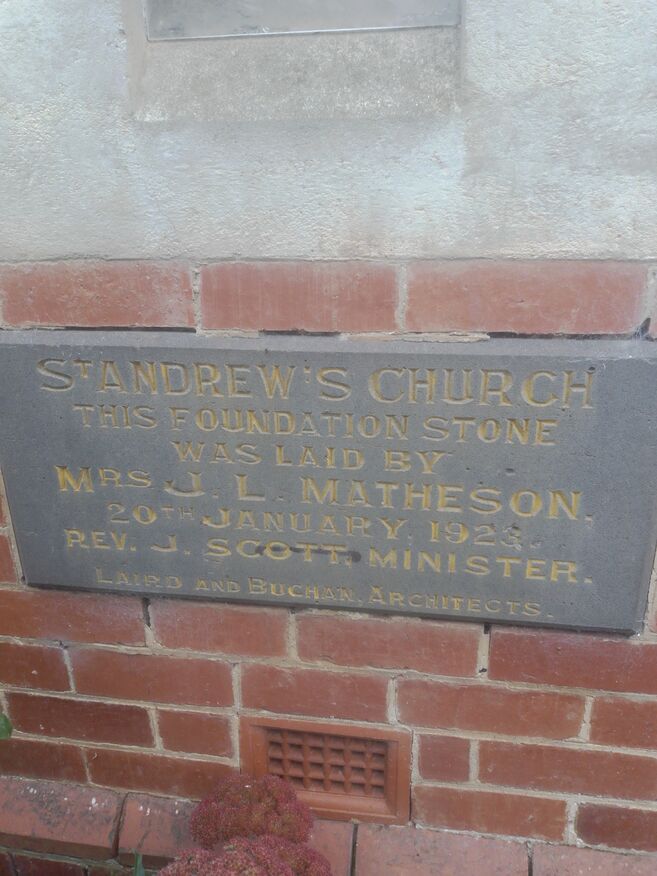 ST ANDREW'S CHURCH
THIS FOUNDATION STONE
WAS LAID BY
MRS J. L. MATHESON.
20TH JANUARY. 1923.
REV. J. SCOTT, MINISTER.
LAIRD AND BUCHAN, ARCHITECTS.